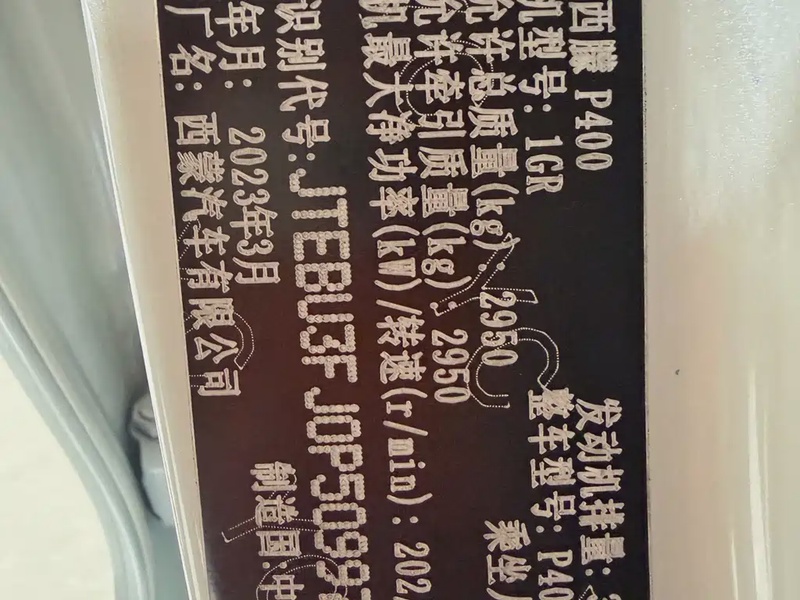 西 P400 发动机排量:
机型号: 1GR 整车型号: P40
允许总质量(kg): 2950 乘坐
允许牵引质量(kg): 2950
机最大净功率(kW)/转速(r/min): 202
识别代号: JTEBU3FJ0P5099
年月: 2023年3月 制造国:中
厂名: 西蒙汽车有限公司